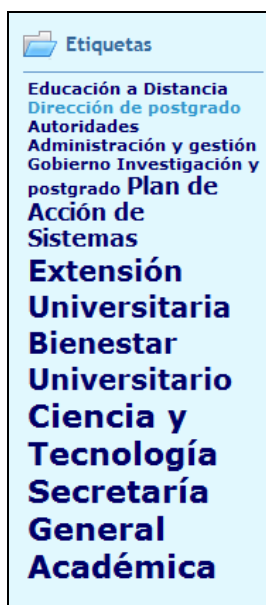 Etiquetas
Educación a Distancia
Dirección de postgrado
Autoridades
Administración y gestión
Gobierno Investigación y
postgrado Plan de
Acción de
Sistemas
Extensión
Universitaria
Bienestar
Universitario
Ciencia y
Tecnología
Secretaría
General
Académica